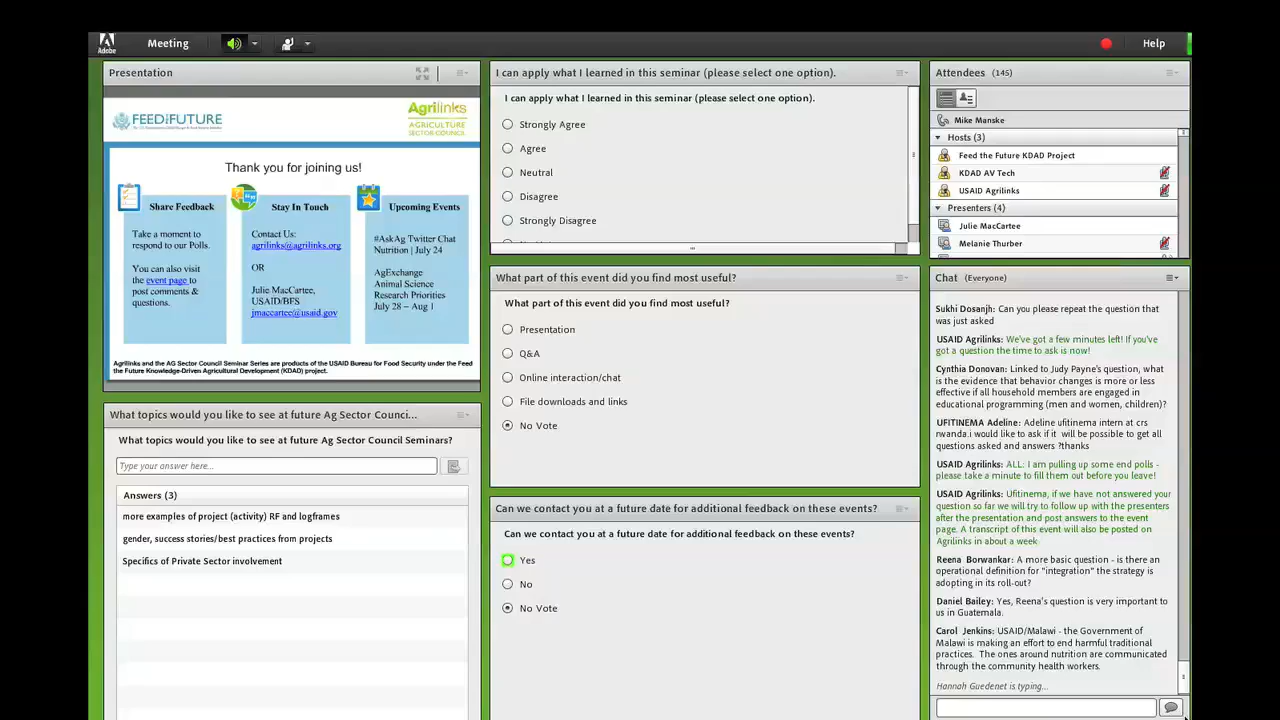 Adobe
Meeting
Help
Presentation
FEEDIFUTURE
Agrilinks
AGRICULTURE
SECTOR COUNCIL
Thank you for joining us!
Share Feedback
Take a moment to
respond to our Polls.
You can also visit
the event page to
post comments &
questions.
Stay In Touch
Contact Us:
agrilinks@agrilinks.org
OR
Julie MacCartee,
USAID/BFS
jmaccartee@usaid.gov
Upcoming Events
#AskAg Twitter Chat
Nutrition | July 24
AgExchange
Animal Science
Research Priorities
July 28 – Aug 1
Agrilinks and the AG Sector Council Seminar Series are products of the USAID Bureau for Food Security under the Feed
the Future Knowledge-Driven Agricultural Development (KDAD) project.
What topics would you like to see at future Ag Sector Counci...
What topics would you like to see at future Ag Sector Council Seminars?
Type your answer here...
Answers (3)
more examples of project (activity) RF and logframes
gender, success stories/best practices from projects
Specifics of Private Sector involvement
I can apply what I learned in this seminar (please select one option).
I can apply what I learned in this seminar (please select one option).
Strongly Agree
Agree
Neutral
Disagree
Strongly Disagree
What part of this event did you find most useful?
What part of this event did you find most useful?
Presentation
Q&A
Online interaction/chat
File downloads and links
No Vote
Can we contact you at a future date for additional feedback on these events?
Can we contact you at a future date for additional feedback on these events?
Yes
No
No Vote
Attendees (145)
Mike Manske
Hosts (3)
Feed the Future KDAD Project
KDAD AV Tech
USAID Agrilinks
Presenters (4)
Julie MacCartee
Melanie Thurber
Chat (Everyone)
Sukhi Dosanjh: Can you please repeat the question that
was just asked
USAID Agrilinks: We've got a few minutes left! If you've
got a question the time to ask is now!
Cynthia Donovan: Linked to Judy Payne's question, what
is the evidence that behavior changes is more or less
effective if all household members are engaged in
educational programming (men and women, children)?
UFITINEMA Adeline: Adeline ufitinema intern at crs
rwanda.i would like to ask if it will be possible to get all
questions asked and answers ?thanks
USAID Agrilinks: ALL: I am pulling up some end polls -
please take a minute to fill them out before you leave!
USAID Agrilinks: Ufitinema, if we have not answered your
question so far we will try to follow up with the presenters
after the presentation and post answers to the event
page. A transcript of this event will also be posted on
Agrilinks in about a week
Reena Borwankar: A more basic question - is there an
operational definition for "integration" the strategy is
adopting in its roll-out?
Daniel Bailey: Yes, Reena's question is very important to
us in Guatemala.
Carol Jenkins: USAID/Malawi - the Government of
Malawi is making an effort to end harmful traditional
practices. The ones around nutrition are communicated
through the community health workers.
Hannah Guedenet is typing...